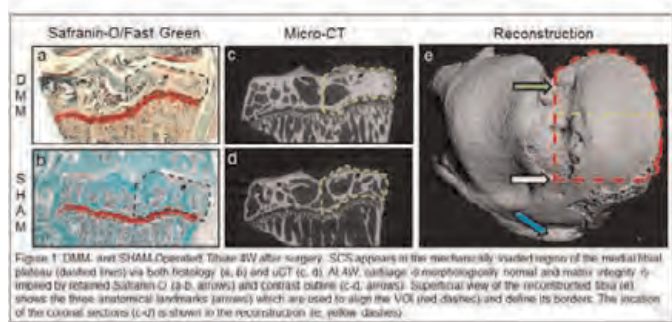 Safranin-O/Fast Green
Micro-CT
Reconstruction
a
c
e
D
M
M
b
d
S
H
A
M
Figure 1. DMM- and SHAM-Operated Tibiae 4W after surgery. SCS appears in the mechanically loaded region of the medial tibial
plateau (dashed lines) via both histology (a, b) and uCT (c, d). At 4W, cartilage is morphologically normal and matrix integrity is
implied by retained Safranin-O (a-b, arrows) and contrast outline (c-d, arrows). Superficial view of the reconstructed tibia (e)
shows the three anatomical landmarks (arrows) which are used to align the VOI (red dashes) and define its borders. The location
of the coronal sections (c-d) is shown in the reconstruction (e, yellow dashes).